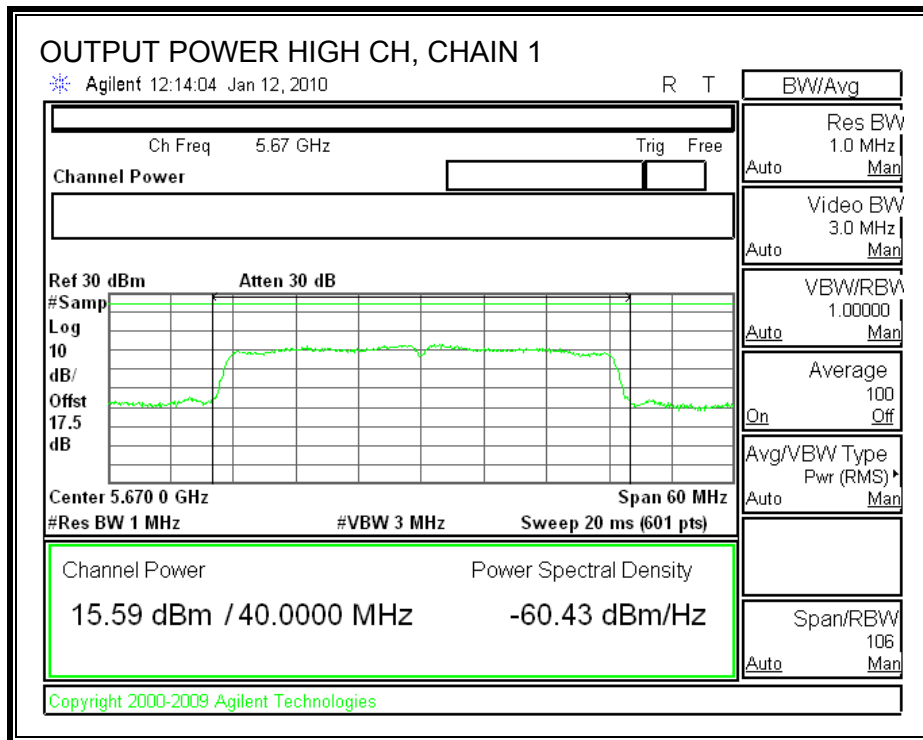 OUTPUT POWER HIGH CH, CHAIN 1
Agilent 12:14:04 Jan 12, 2010 R T
Ch Freq 5.67 GHz Trig Free
Channel Power
Ref 30 dBm Atten 30 dB
#Samp
Log
10
dB/
Offst
17.5
dB
Center 5.670 0 GHz Span 60 MHz
#Res BW 1 MHz #VBW 3 MHz Sweep 20 ms (601 pts)
Channel Power Power Spectral Density
15.59 dBm / 40.0000 MHz -60.43 dBm/Hz
Copyright 2000-2009 Agilent Technologies
BW/Avg
Res BW
1.0 MHz
Auto Man
Video BW
3.0 MHz
Auto Man
VBW/RBW
1.00000
Auto Man
Average
100
On Off
Avg/VBW Type
Pwr (RMS)
Auto Man
Span/RBW
106
Auto Man